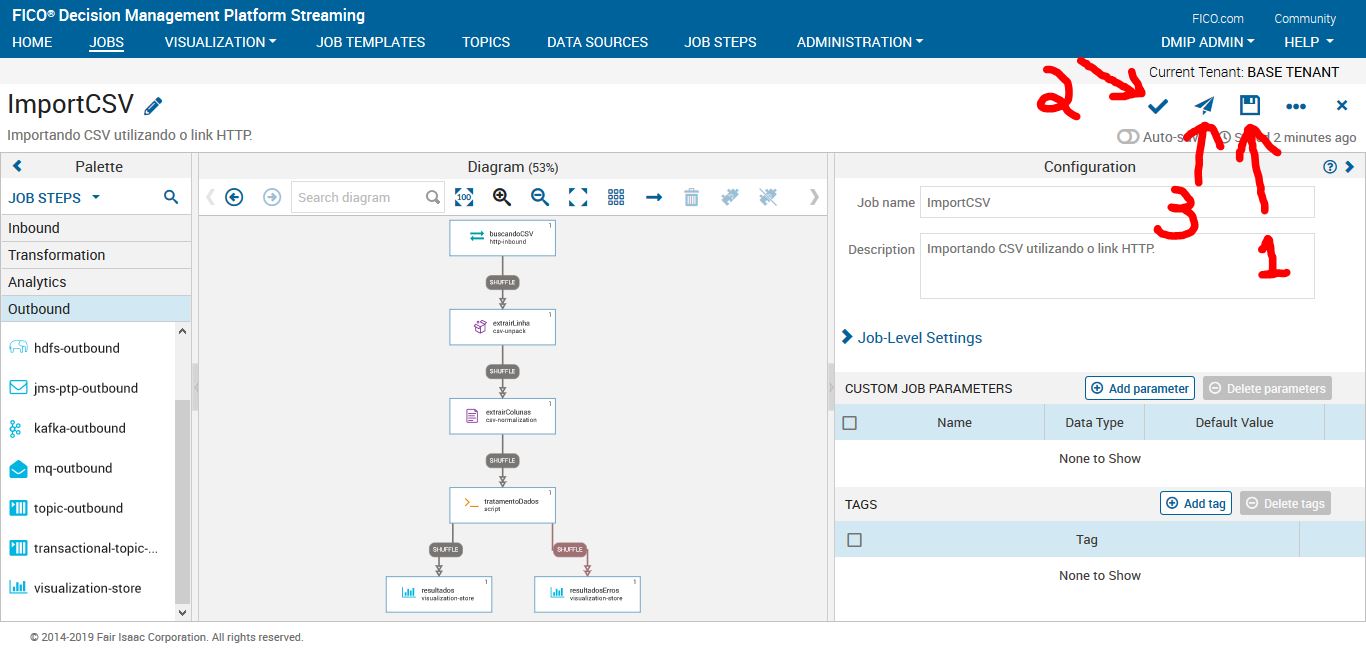 FICO® Decision Management Platform Streaming
FICO.com Community
HOME JOBS VISUALIZATION JOB TEMPLATES TOPICS DATA SOURCES JOB STEPS ADMINISTRATION DMIP ADMIN HELP
Current Tenant: BASE TENANT
2
ImportCSV
Importando CSV utilizando o link HTTP.
2 minutes ago
Palette
Diagram (53%)
Configuration
JOB STEPS
Search diagram
100
Inbound
Transformation
Analytics
Outbound
hdfs-outbound
jms-ptp-outbound
kafka-outbound
mq-outbound
topic-outbound
transactional-topic-...
visualization-store
buscandoCSV 1
http-inbound
SHUFFLE
extrairLinha 1
csv-unpack
SHUFFLE
extrairColunas 1
csv-normalization
SHUFFLE
tratamentoDados 1
script
SHUFFLE SHUFFLE
resultados 1
visualization-store
resultadosErros 1
visualization-store
Job name ImportCSV
3
Description Importando CSV utilizando o link HTTP.
1
Job-Level Settings
CUSTOM JOB PARAMETERS Add parameter Delete parameters
Name Data Type Default Value
None to Show
TAGS Add tag Delete tags
Tag
None to Show
© 2014-2019 Fair Isaac Corporation. All rights reserved.